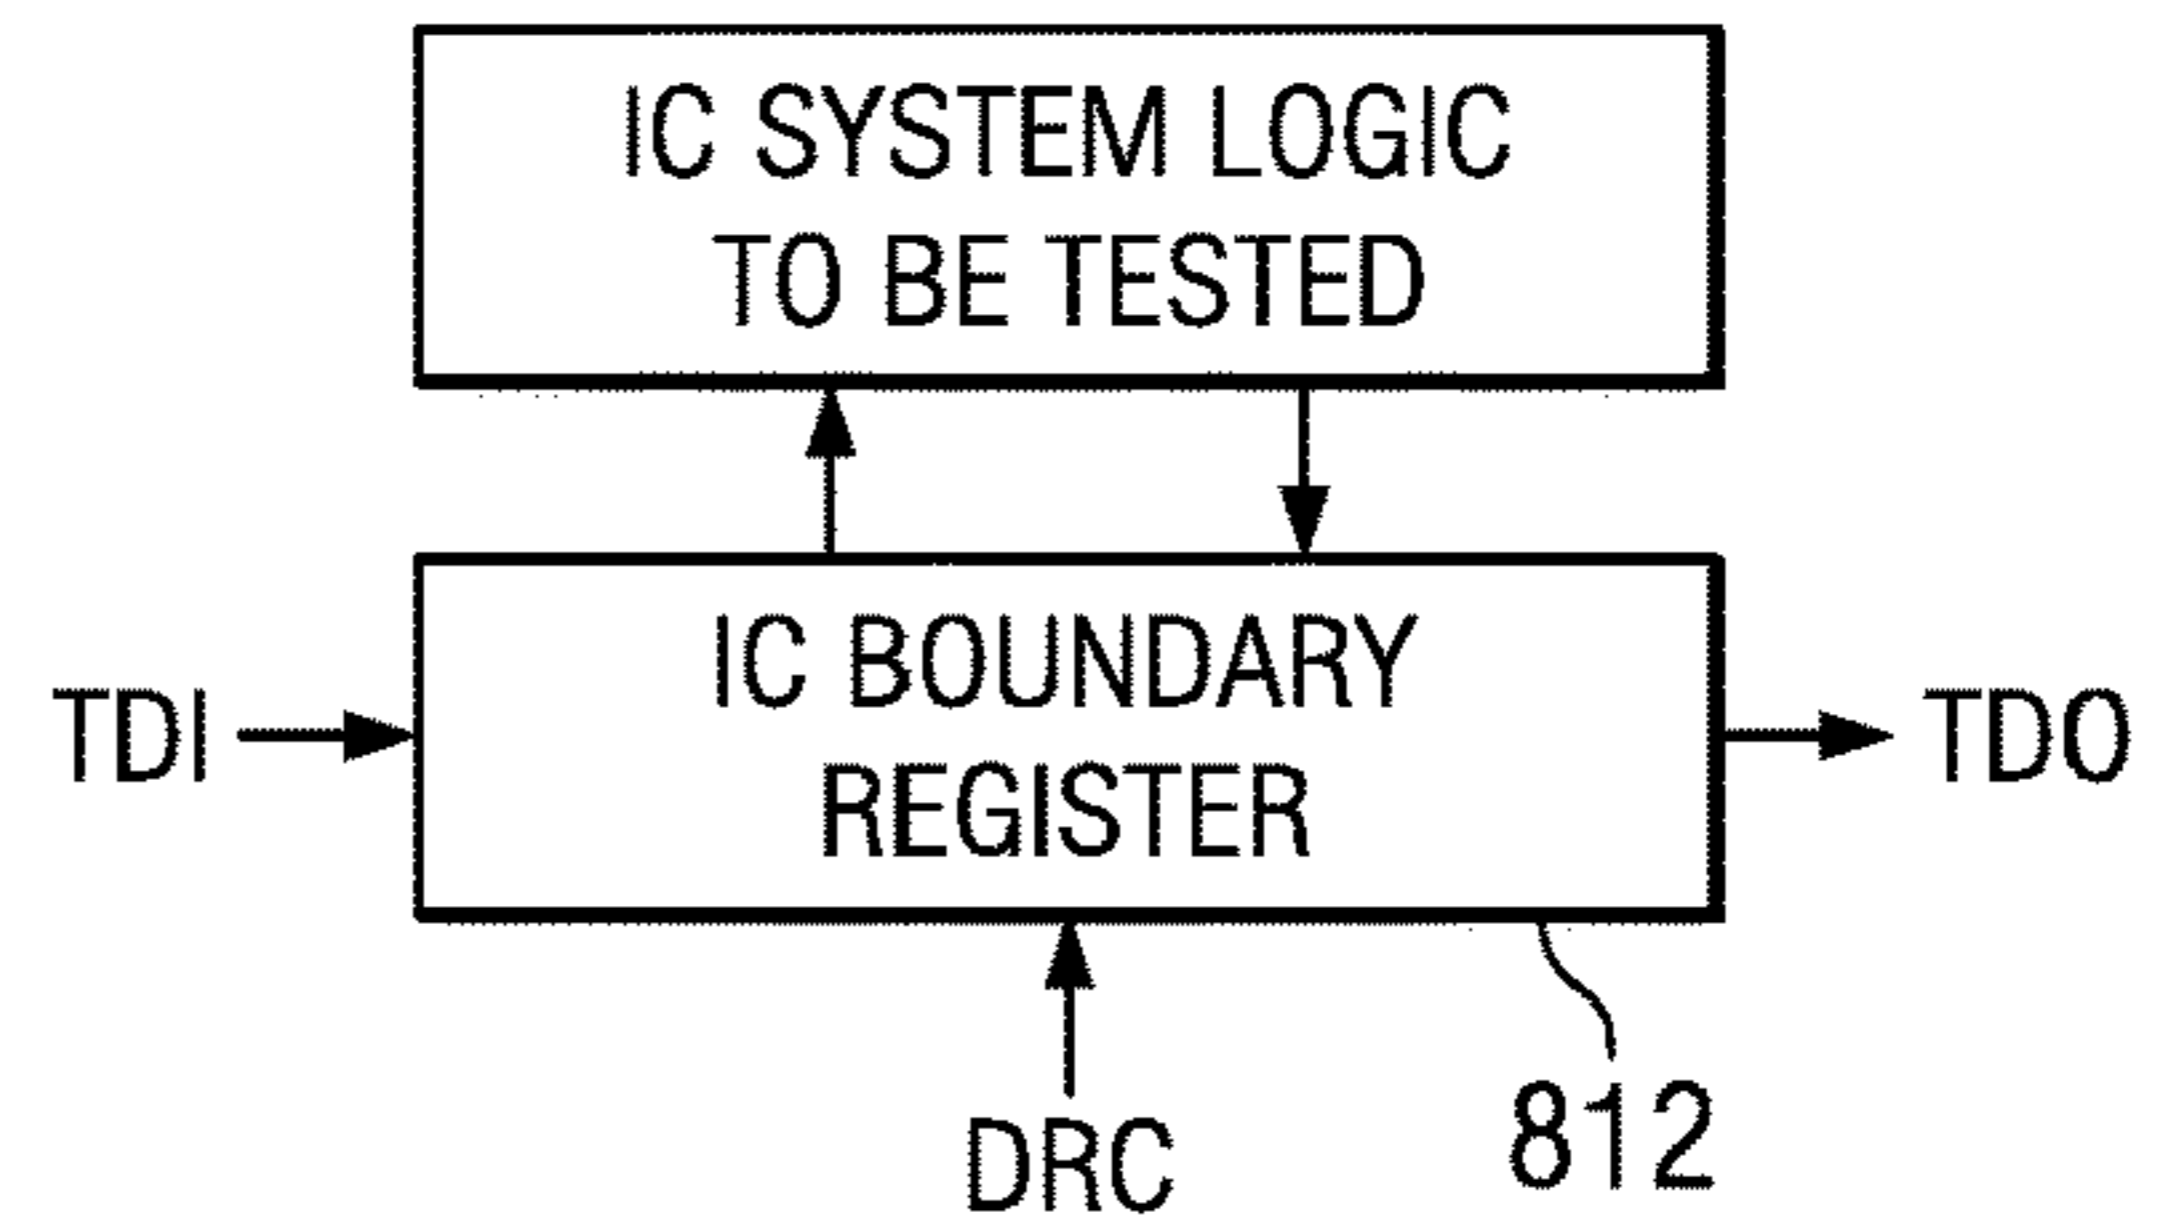 IC SYSTEM LOGIC
TO BE TESTED
IC BOUNDARY
REGISTER
TDI
TDO
DRC
812